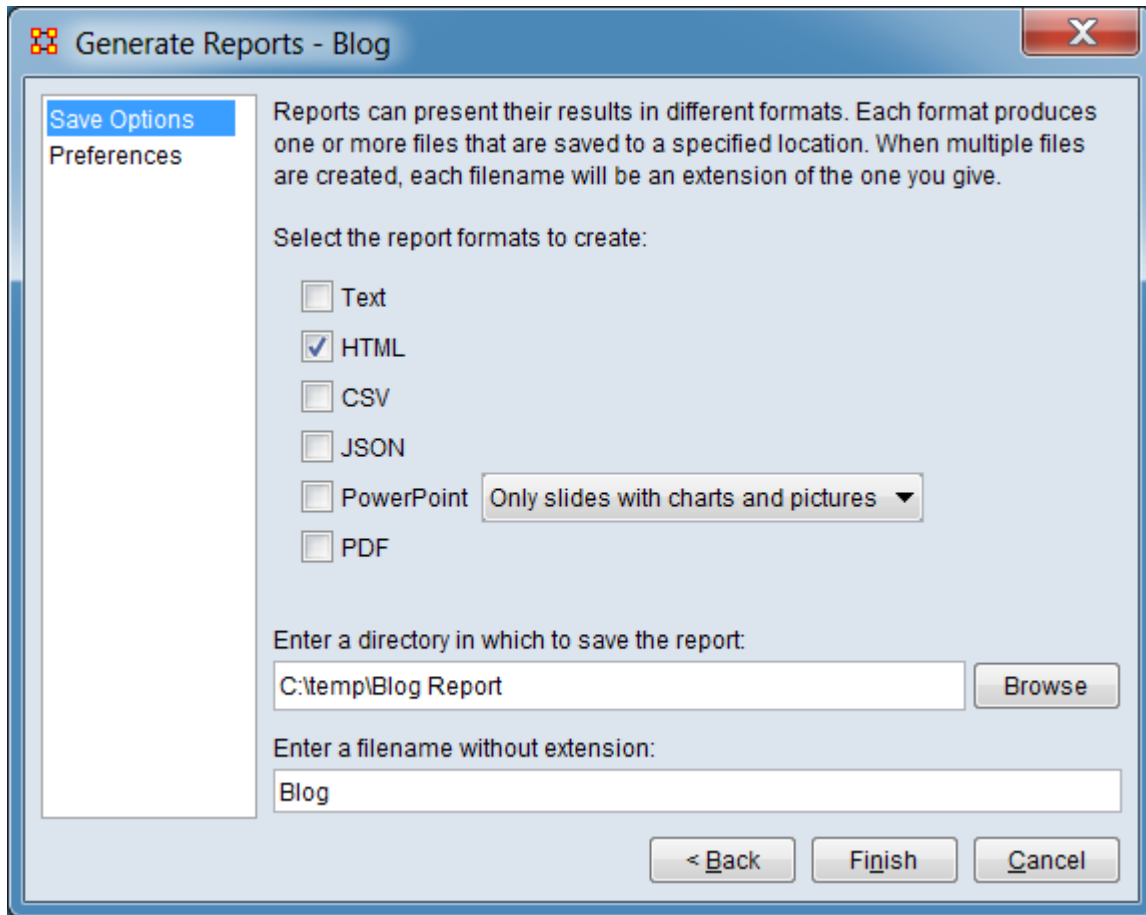 Generate Reports - Blog
X
Save Options
Preferences
Reports can present their results in different formats. Each format produces
one or more files that are saved to a specified location. When multiple files
are created, each filename will be an extension of the one you give.
Select the report formats to create:
Text
HTML
CSV
JSON
PowerPoint Only slides with charts and pictures
PDF
Enter a directory in which to save the report:
C:\temp\Blog Report Browse
Enter a filename without extension:
Blog
< Back Finish Cancel